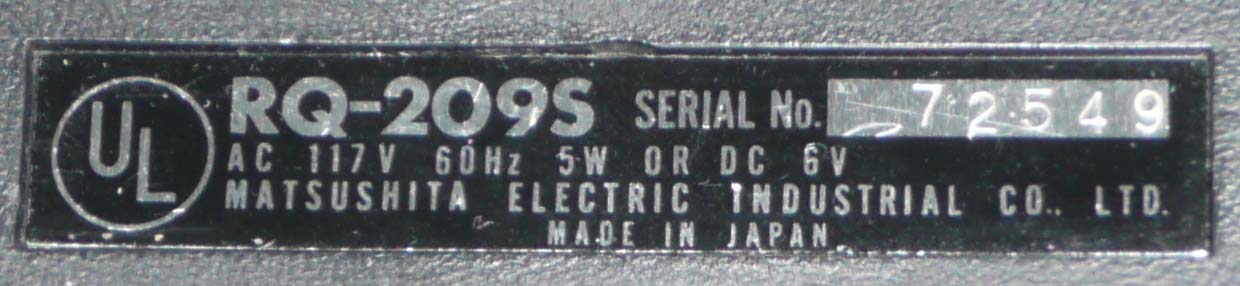 UL RQ-209S SERIAL No. 72549
AC 117V 60Hz 5W OR DC 6V
MATSUSHITA ELECTRIC INDUSTRIAL CO., LTD.
MADE IN JAPAN